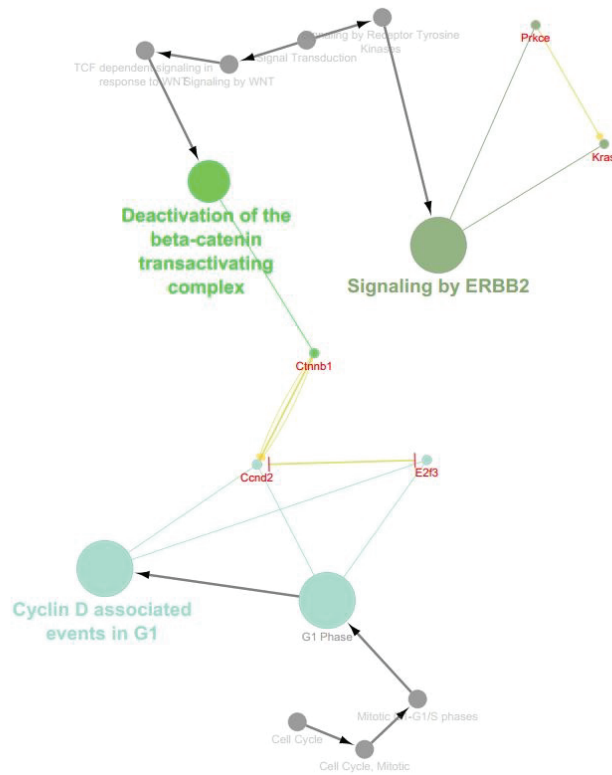 Signaling by Receptor Tyrosine
Kinases
Prkce
Signal Transduction
TCF dependent signaling in
response to WNT
Signaling by WNT
Kras
Deactivation of the
beta-catenin
transactivating
complex
Signaling by ERBB2
Ctnnb1
Ccnd2
E2f3
Cyclin D associated
events in G1
G1 Phase
Mitotic G1-G1/S phases
Cell Cycle
Cell Cycle, Mitotic